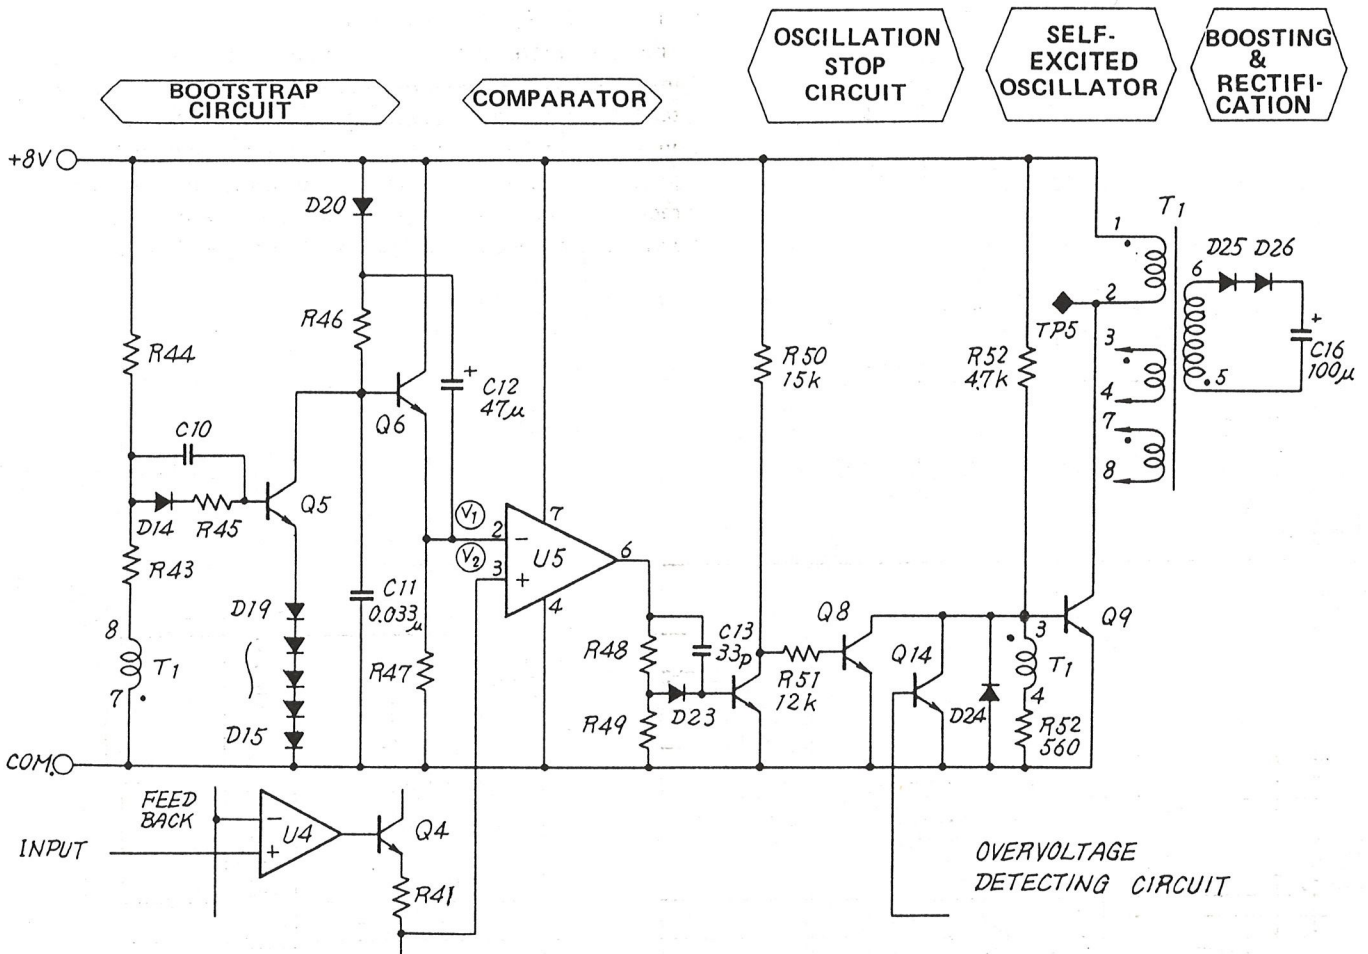 BOOTSTRAP
CIRCUIT
COMPARATOR
OSCILLATION
STOP
CIRCUIT
SELF-
EXCITED
OSCILLATOR
BOOSTING
&
RECTIFI-
CATION
+8V
D20
R46
R44
C10
D14
R45
Q5
R43
8
T1
7
D19
D15
C11
0.033μ
Q6
+
C12
47μ
R47
V1
V2
2
3
−
+
U5
7
4
6
R48
C13
33p
R49
D23
R50
15k
R51
12k
Q8
Q14
D24
R52
47k
3
T1
4
R52
560
Q9
TP5
T1
1
2
3
4
7
8
6
5
D25
D26
+
C16
100μ
COM.
FEED
BACK
INPUT
−
+
U4
Q4
R41
OVERVOLTAGE
DETECTING CIRCUIT